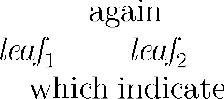 again
leaf₁ leaf₂
which indicate